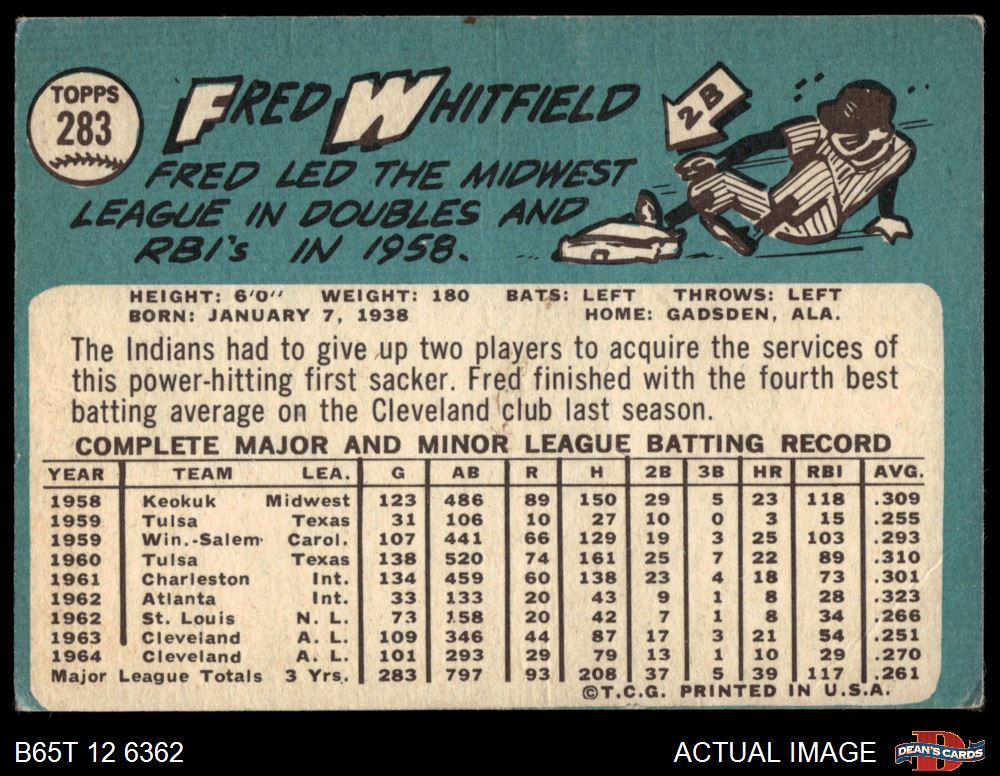 TOPPS
283
FRED WHITFIELD
2B
FRED LED THE MIDWEST
LEAGUE IN DOUBLES AND
RBI's IN 1958.
HEIGHT: 6'0" WEIGHT: 180 BATS: LEFT THROWS: LEFT
BORN: JANUARY 7, 1938 HOME: GADSDEN, ALA.
The Indians had to give up two players to acquire the services of
this power-hitting first sacker. Fred finished with the fourth best
batting average on the Cleveland club last season.
COMPLETE MAJOR AND MINOR LEAGUE BATTING RECORD
YEAR TEAM LEA. G AB R H 2B 3B HR RBI AVG.
1958 Keokuk Midwest 123 486 89 150 29 5 23 118 .309
1959 Tulsa Texas 31 106 10 27 10 0 3 15 .255
1959 Win.-Salem Carol. 107 441 66 129 19 3 25 103 .293
1960 Tulsa Texas 138 520 74 161 25 7 22 89 .310
1961 Charleston Int. 134 459 60 138 23 4 18 73 .301
1962 Atlanta Int. 33 133 20 43 9 1 8 28 .323
1962 St. Louis N. L. 73 158 20 42 7 1 8 34 .266
1963 Cleveland A. L. 109 346 44 87 17 3 21 54 .251
1964 Cleveland A. L. 101 293 29 79 13 1 10 29 .270
Major League Totals 3 Yrs. 283 797 93 208 37 5 39 117 .261
©T.C.G. PRINTED IN U.S.A.
B65T 12 6362
ACTUAL IMAGE
D
DEAN'S CARDS